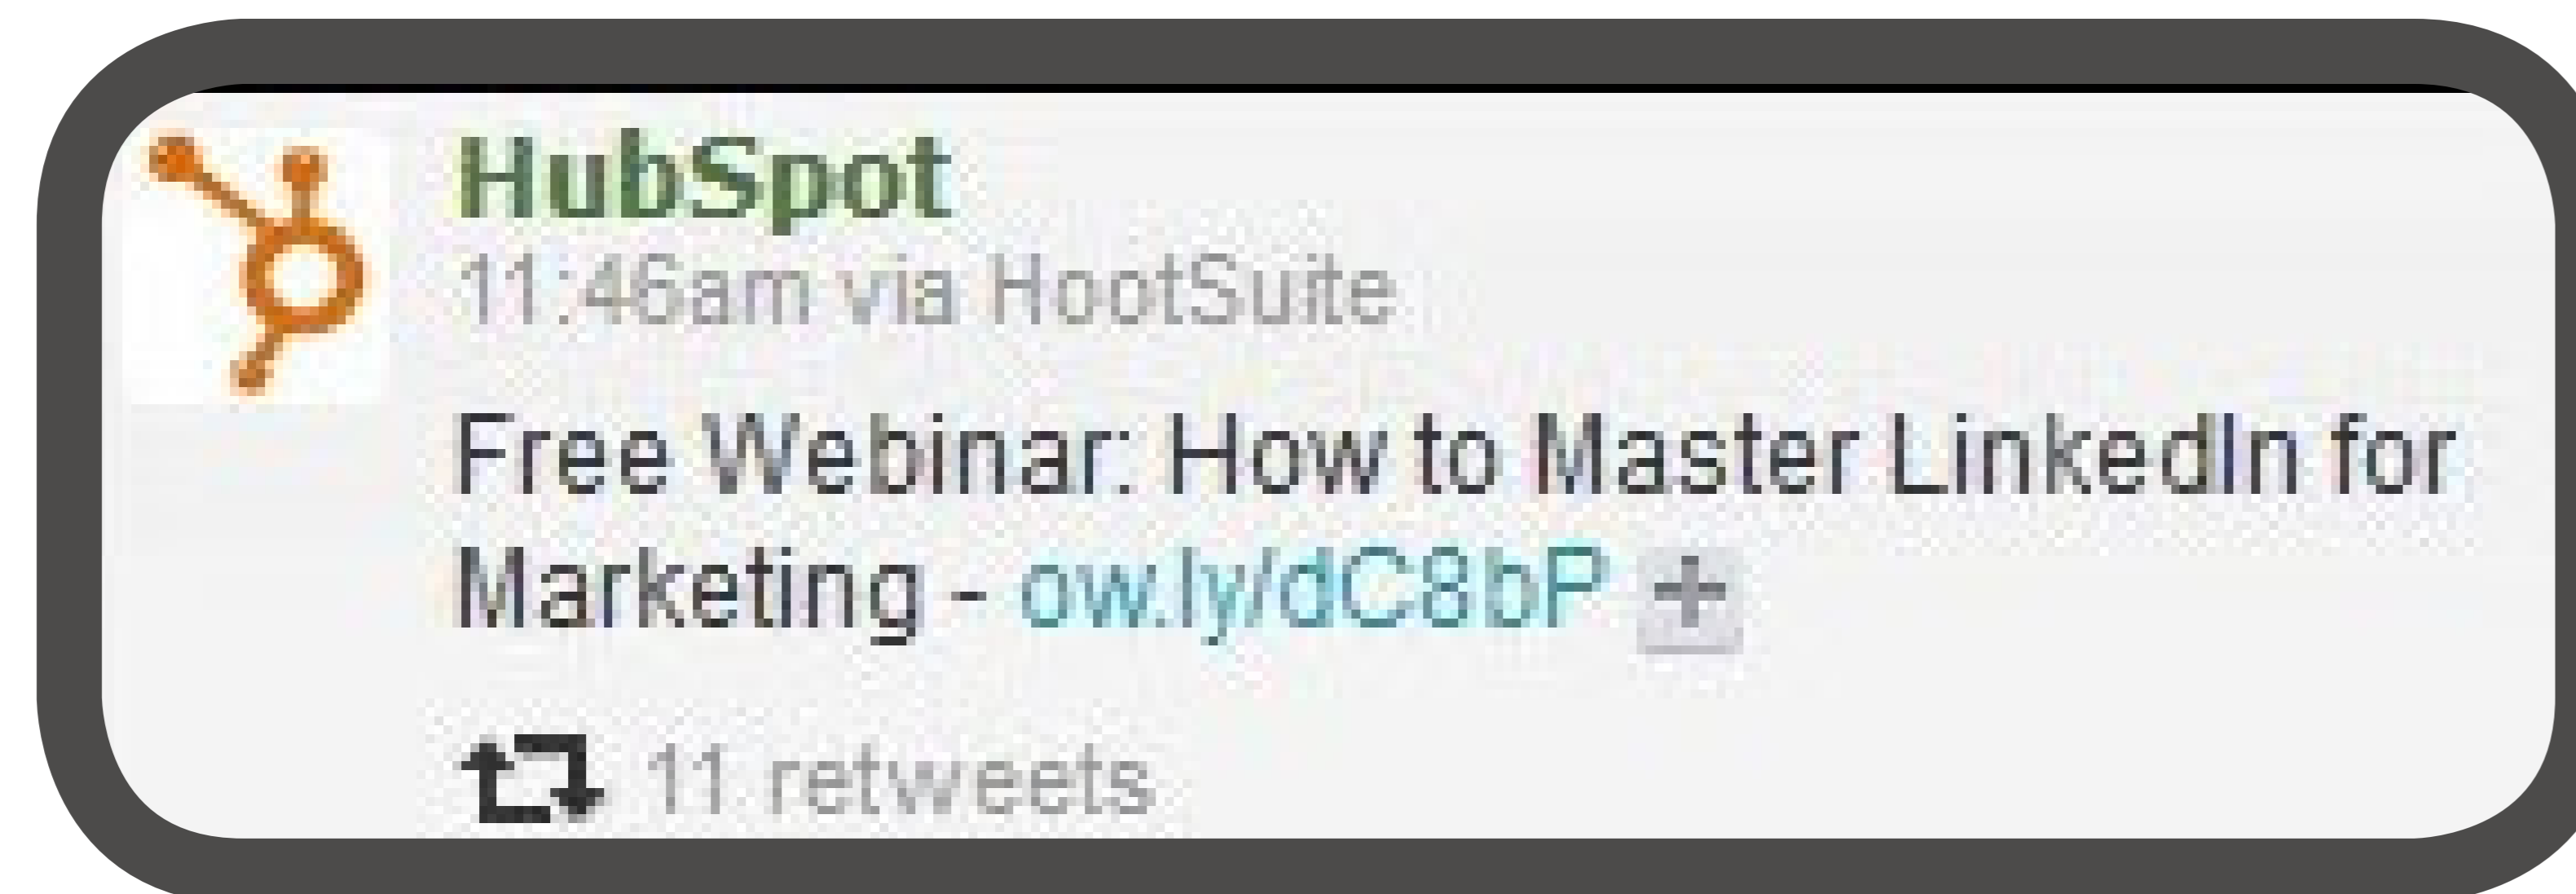 HubSpot
11:46am via HootSuite
Free Webinar: How to Master LinkedIn for
Marketing - ow.ly/dC8bP +
11 retweets